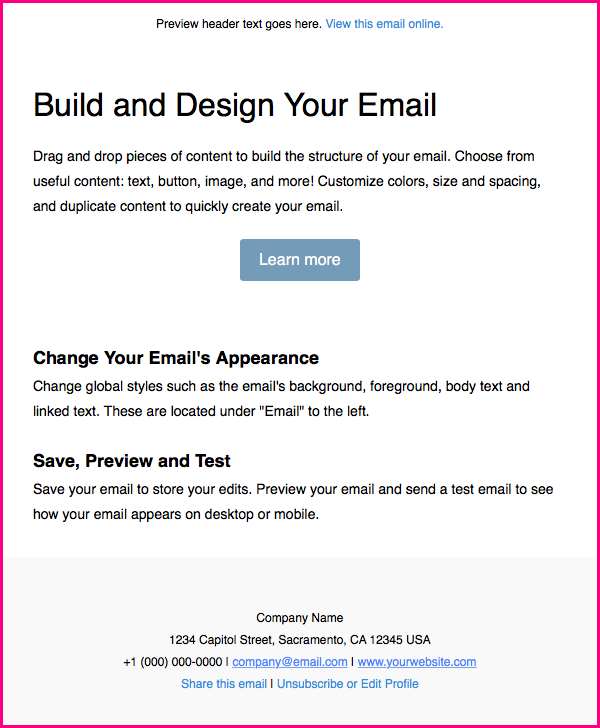 Preview header text goes here. View this email online.
Build and Design Your Email
Drag and drop pieces of content to build the structure of your email. Choose from
useful content: text, button, image, and more! Customize colors, size and spacing,
and duplicate content to quickly create your email.
Learn more
Change Your Email's Appearance
Change global styles such as the email's background, foreground, body text and
linked text. These are located under "Email" to the left.
Save, Preview and Test
Save your email to store your edits. Preview your email and send a test email to see
how your email appears on desktop or mobile.
Company Name
1234 Capitol Street, Sacramento, CA 12345 USA
+1 (000) 000-0000 | company@email.com | www.yourwebsite.com
Share this email | Unsubscribe or Edit Profile